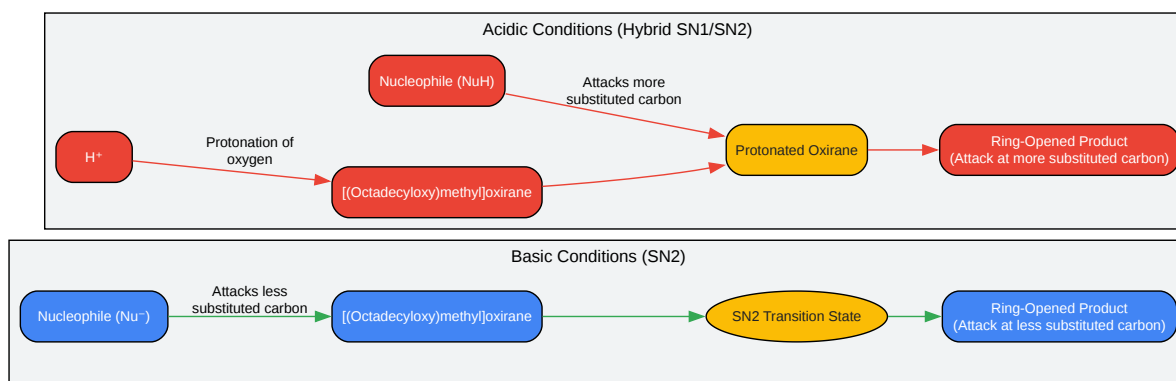 Acidic Conditions (Hybrid SN1/SN2)
Nucleophile (NuH)
Attacks more
substituted carbon
H⁺
Protonation of
oxygen
[(Octadecyloxy)methyl]oxirane
Protonated Oxirane
Ring-Opened Product
(Attack at more substituted carbon)
Basic Conditions (SN2)
Nucleophile (Nu⁻)
Attacks less
substituted carbon
[(Octadecyloxy)methyl]oxirane
SN2 Transition State
Ring-Opened Product
(Attack at less substituted carbon)